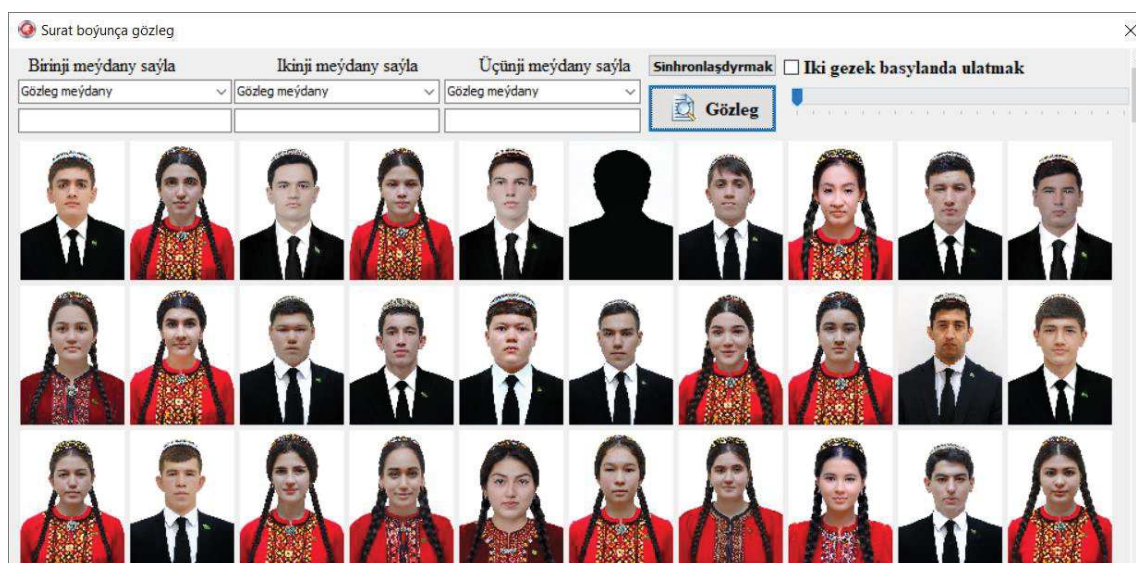 Surat boýunça gözleg
Birinji meýdany saýla
Ikinji meýdany saýla
Üçünji meýdany saýla
Sinhronlaşdyrmak
Iki gezek basylanda ulatmak
Gözleg meýdany
Gözleg meýdany
Gözleg meýdany
Gözleg